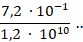 7,2 · 10⁻¹
1,2 · 10¹⁰ ..